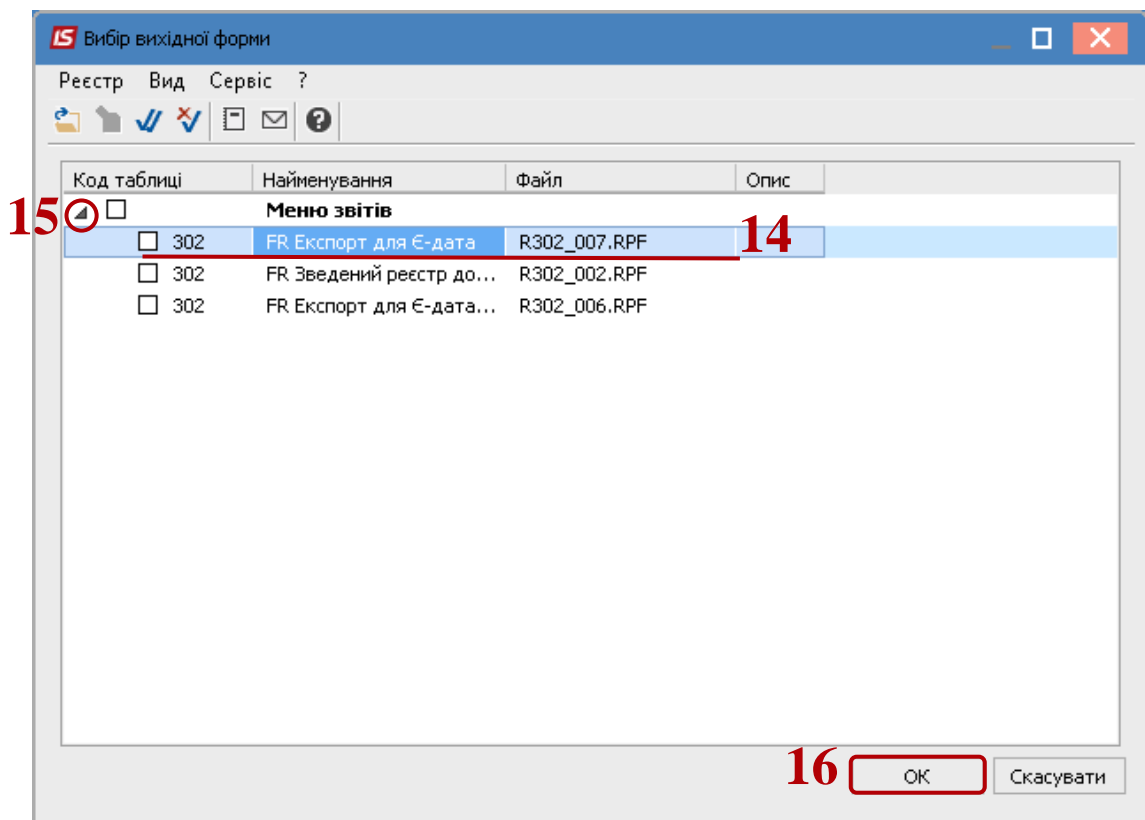 IS Вибір вихідної форми
Реєстр Вид Сервіс ?
Код таблиці Найменування Файл Опис
15 Меню звітів
302 FR Експорт для Є-дата R302_007.RPF 14
302 FR Зведений реєстр до... R302_002.RPF
302 FR Експорт для Є-дата... R302_006.RPF
16 ОК Скасувати